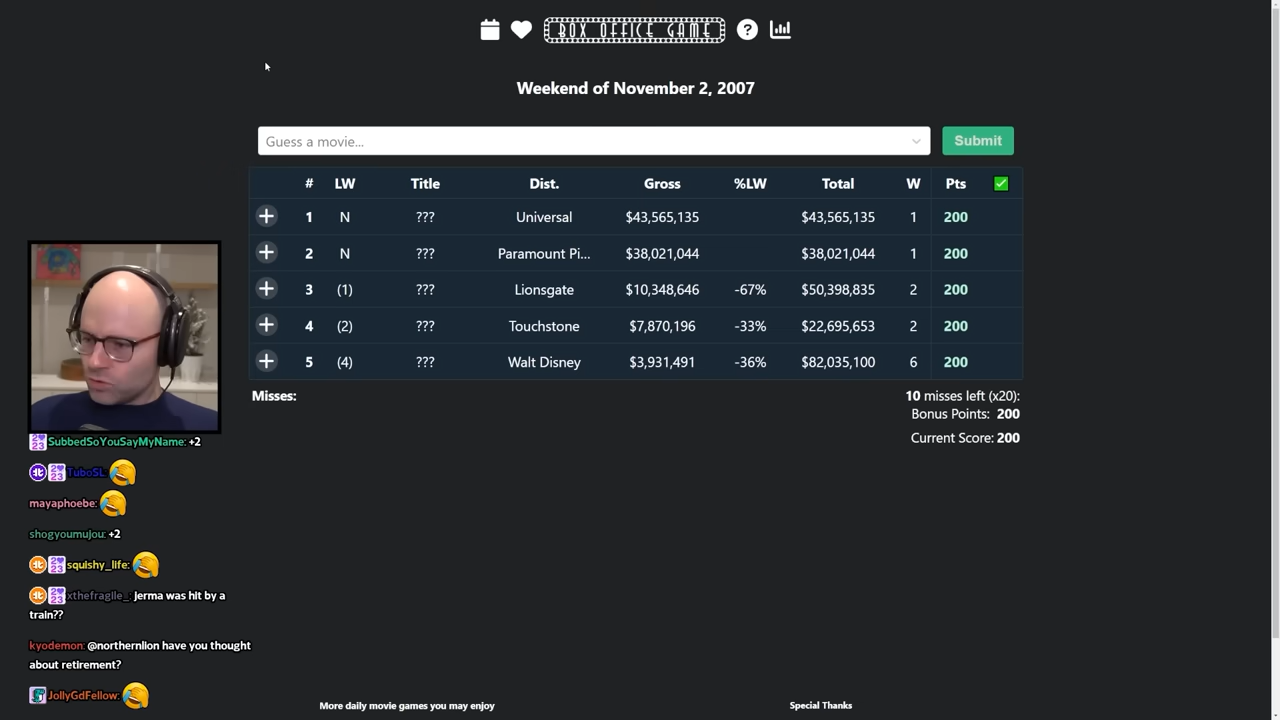 BOX OFFICE GAME
Weekend of November 2, 2007
Guess a movie...
Submit
# LW Title Dist. Gross %LW Total W Pts
1 N ??? Universal $43,565,135 $43,565,135 1 200
2 N ??? Paramount Pi... $38,021,044 $38,021,044 1 200
3 (1) ??? Lionsgate $10,348,646 -67% $50,398,835 2 200
4 (2) ??? Touchstone $7,870,196 -33% $22,695,653 2 200
5 (4) ??? Walt Disney $3,931,491 -36% $82,035,100 6 200
Misses:
10 misses left (x20):
Bonus Points: 200
Current Score: 200
SubbedSoYouSayMyName: +2
TuboSL:
mayaphoebe:
shogyoumujou: +2
squishy_life:
xthefragile_: jerma was hit by a
train??
kyodemon: @northernlion have you thought
about retirement?
JollyGdFellow:
More daily movie games you may enjoy
Special Thanks